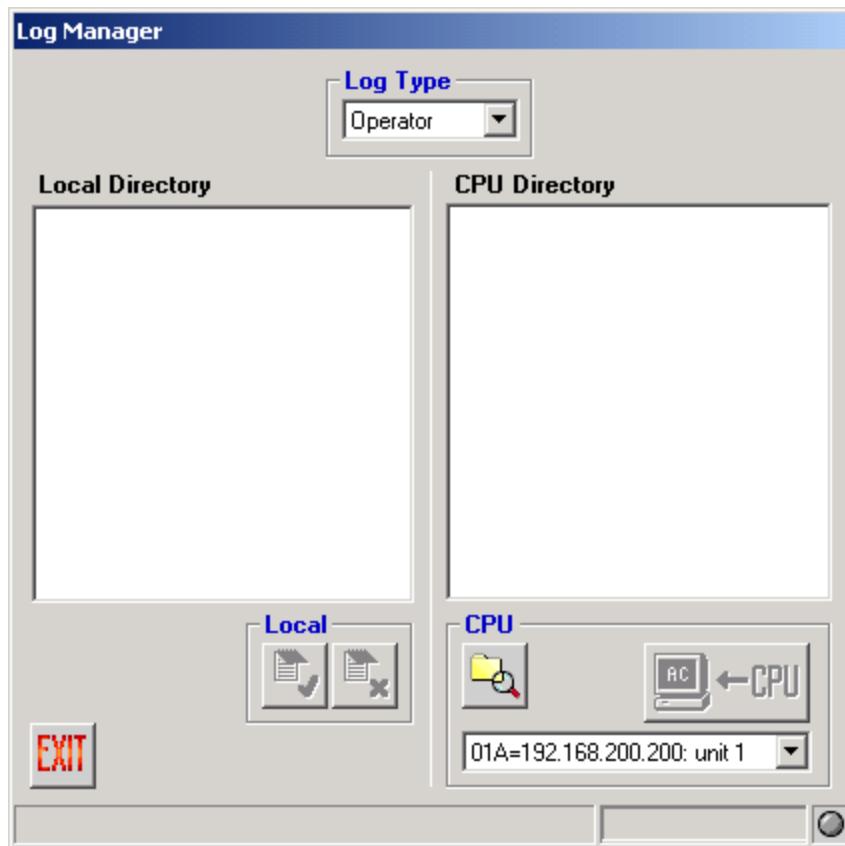 Log Manager
Log Type
Operator
Local Directory
CPU Directory
Local
CPU
AC
CPU
EXIT
01A=192.168.200.200: unit 1